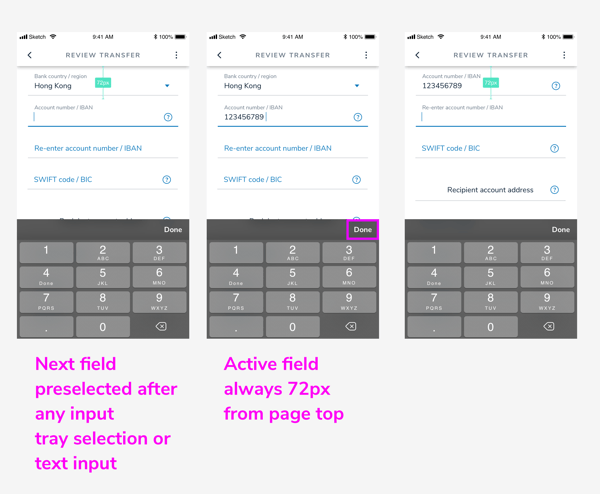 Sketch 9:41 AM 100%
REVIEW TRANSFER
Bank country / region
72px
Hong Kong
Account number / IBAN
Re-enter account number / IBAN
SWIFT code / BIC
Done
1 2 3
ABC DEF
4 5 6
Done JKL MNO
7 8 9
PQRS TUV WXYZ
. 0
Next field
preselected after
any input
tray selection or
text input
Sketch 9:41 AM 100%
REVIEW TRANSFER
Bank country / region
Hong Kong
Account number / IBAN
123456789
Re-enter account number / IBAN
SWIFT code / BIC
Done
1 2 3
ABC DEF
4 5 6
Done JKL MNO
7 8 9
PQRS TUV WXYZ
. 0
Active field
always 72px
from page top
Sketch 9:41 AM 100%
REVIEW TRANSFER
Account number / IBAN
123456789
72px
Re-enter account number / IBAN
SWIFT code / BIC
Recipient account address
Done
1 2 3
ABC DEF
4 5 6
Done JKL MNO
7 8 9
PQRS TUV WXYZ
. 0